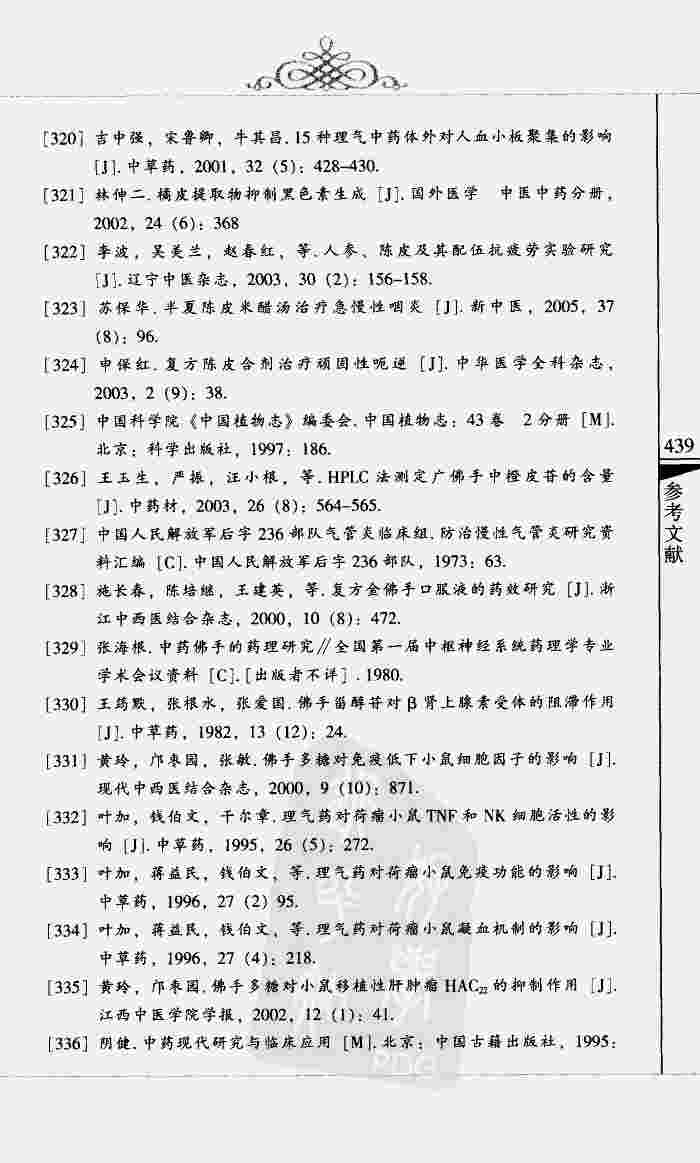 [320] 吉中强，宋鲁卿，牛其昌.15种理气中药体外对人血小板聚集的影响
[J].中草药，2001，32（5）：428–430.
[321] 林仲二.橘皮提取物抑制黑色素生成 [J].国外医学 中医中药分册，
2002，24（6）：368
[322] 李波，吴美兰，赵春红，等.人参、陈皮及其配伍抗疲劳实验研究
[J].辽宁中医杂志，2003，30（2）：156–158.
[323] 苏保华.半夏陈皮米醋汤治疗急慢性咽炎 [J].新中医，2005，37
（8）：96.
[324] 申保红.复方陈皮合剂治疗顽固性呃逆 [J].中华医学全科杂志，
2003，2（9）：38.
[325] 中国科学院《中国植物志》编委会.中国植物志：43卷 2分册 [M].
北京：科学出版社，1997：186.
[326] 王玉生，严振，汪小根，等.HPLC法测定广佛手中橙皮苷的含量
[J].中药材，2003，26（8）：564–565.
[327] 中国人民解放军后字236部队气管炎临床组.防治慢性气管炎研究资
料汇编 [C].中国人民解放军后字236部队，1973：63.
[328] 施长春，陈培继，王建英，等.复方金佛手口服液的药效研究 [J].浙
江中西医结合杂志，2000，10（8）：472.
[329] 张海根.中药佛手的药理研究∥全国第一届中枢神经系统药理学专业
学术会议资料 [C].[出版者不详].1980.
[330] 王筠默，张根水，张爱国.佛手甾醇苷对β肾上腺素受体的阻滞作用
[J].中草药，1982，13（12）：24.
[331] 黄玲，邝枣园，张敏.佛手多糖对免疫低下小鼠细胞因子的影响 [J].
现代中西医结合杂志，2000，9（10）：871.
[332] 叶加，钱伯文，干尔章.理气药对荷瘤小鼠TNF和NK细胞活性的影
响 [J].中草药，1995，26（5）：272.
[333] 叶加，蒋益民，钱伯文，等.理气药对荷瘤小鼠免疫功能的影响 [J].
中草药，1996，27（2）95.
[334] 叶加，蒋益民，钱伯文，等.理气药对荷瘤小鼠凝血机制的影响 [J].
中草药，1996，27（4）：218.
[335] 黄玲，邝枣园.佛手多糖对小鼠移植性肝肿瘤HAC₂₂的抑制作用 [J].
江西中医学院学报，2002，12（1）：41.
[336] 阴健.中药现代研究与临床应用 [M].北京：中国古籍出版社，1995：
439
参考文献